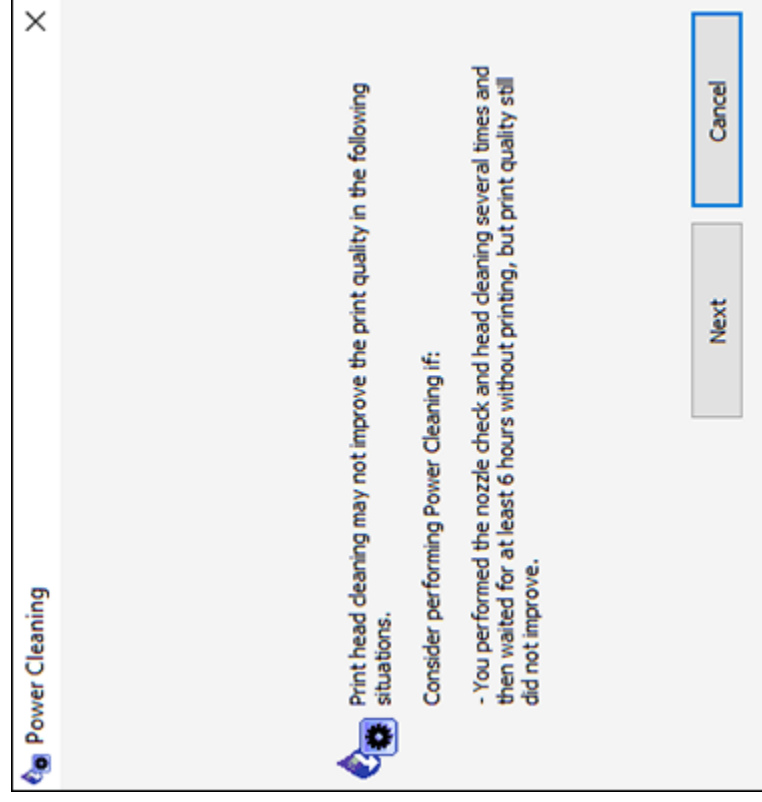 Power Cleaning
Print head cleaning may not improve the print quality in the following
situations.
Consider performing Power Cleaning if:
- You performed the nozzle check and head cleaning several times and
then waited for at least 6 hours without printing, but print quality still
did not improve.
Next
Cancel